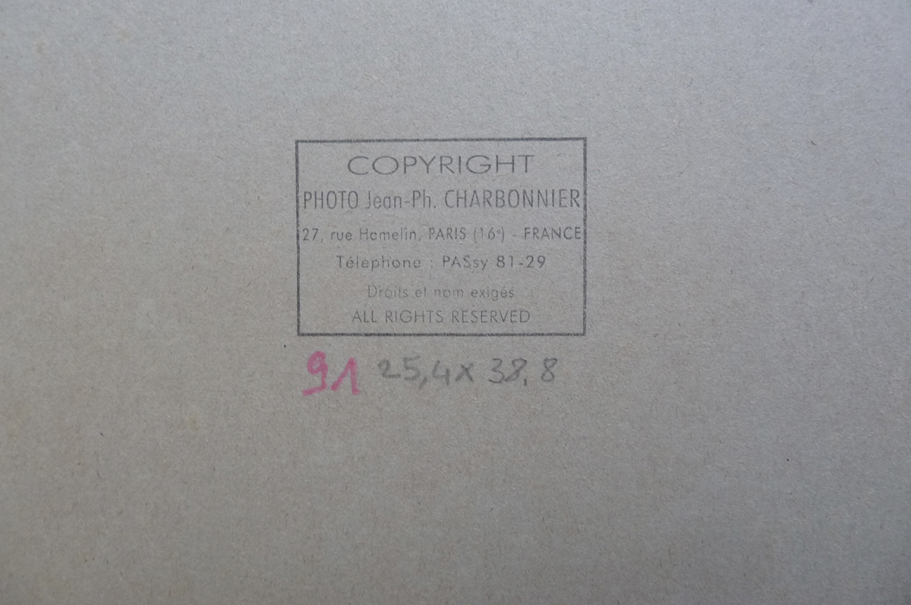 COPYRIGHT
PHOTO Jean-Ph. CHARBONNIER
27, rue Hamelin, PARIS (16e) - FRANCE
Téléphone : PASsy 81-29
Droits et nom exigés
ALL RIGHTS RESERVED
91 25,4 x 38,8